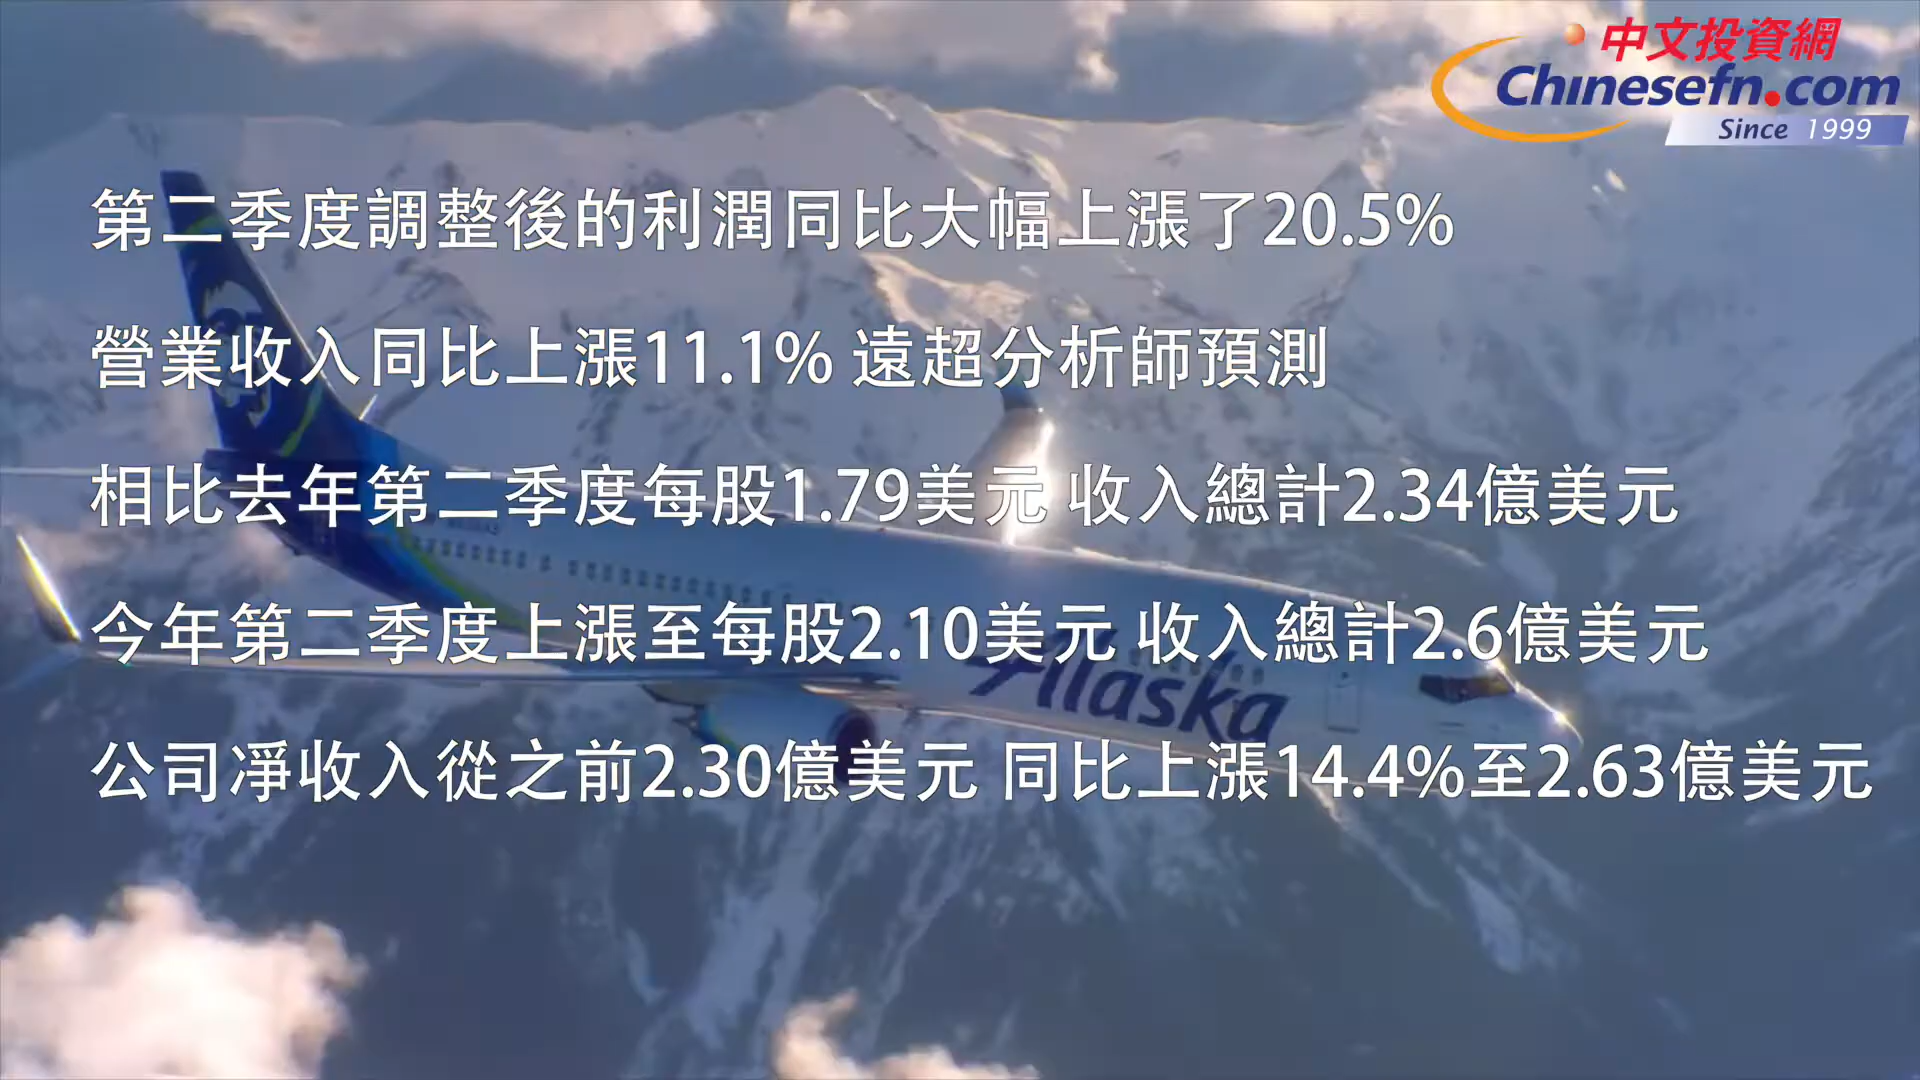 中文投資網
Chinesefn.com
Since 1999
第二季度調整後的利潤同比大幅上漲了20.5%
營業收入同比上漲11.1% 遠超分析師預測
相比去年第二季度每股1.79美元 收入總計2.34億美元
今年第二季度上漲至每股2.10美元 收入總計2.6億美元
Alaska
公司凈收入從之前2.30億美元 同比上漲14.4%至2.63億美元